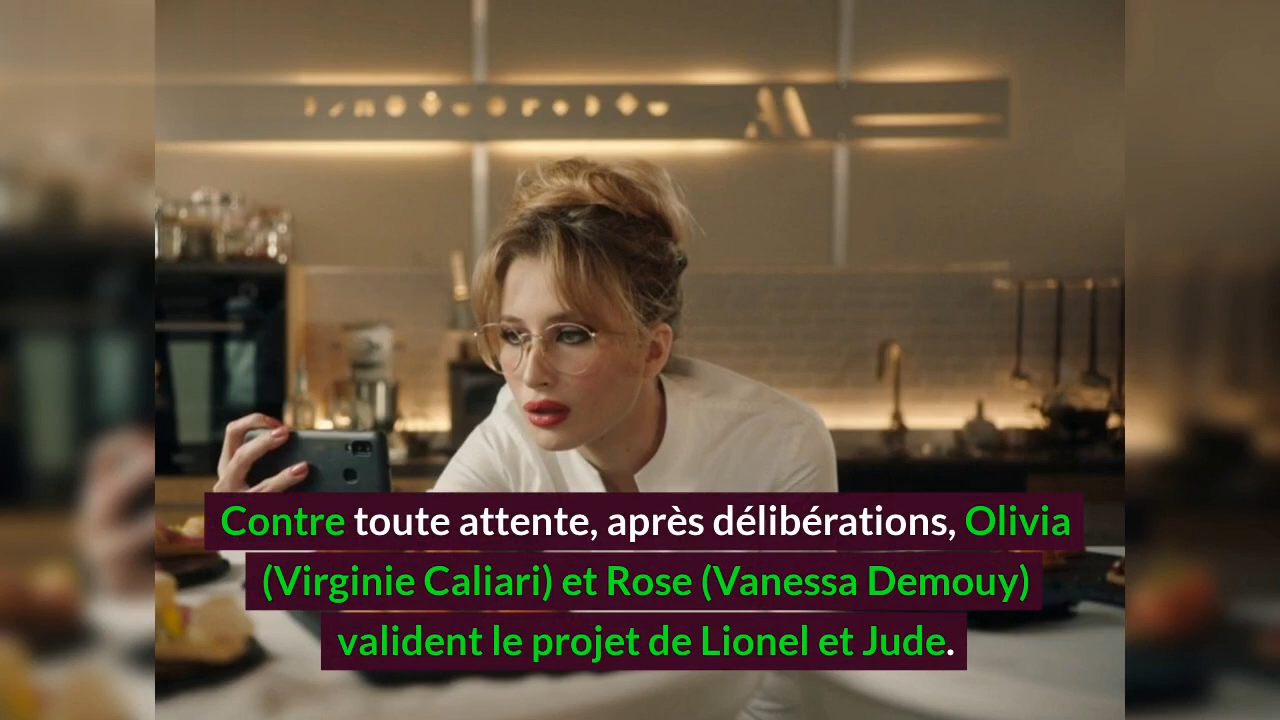 Contre toute attente, après délibérations, Olivia
(Virginie Caliari) et Rose (Vanessa Demouy)
valident le projet de Lionel et Jude.